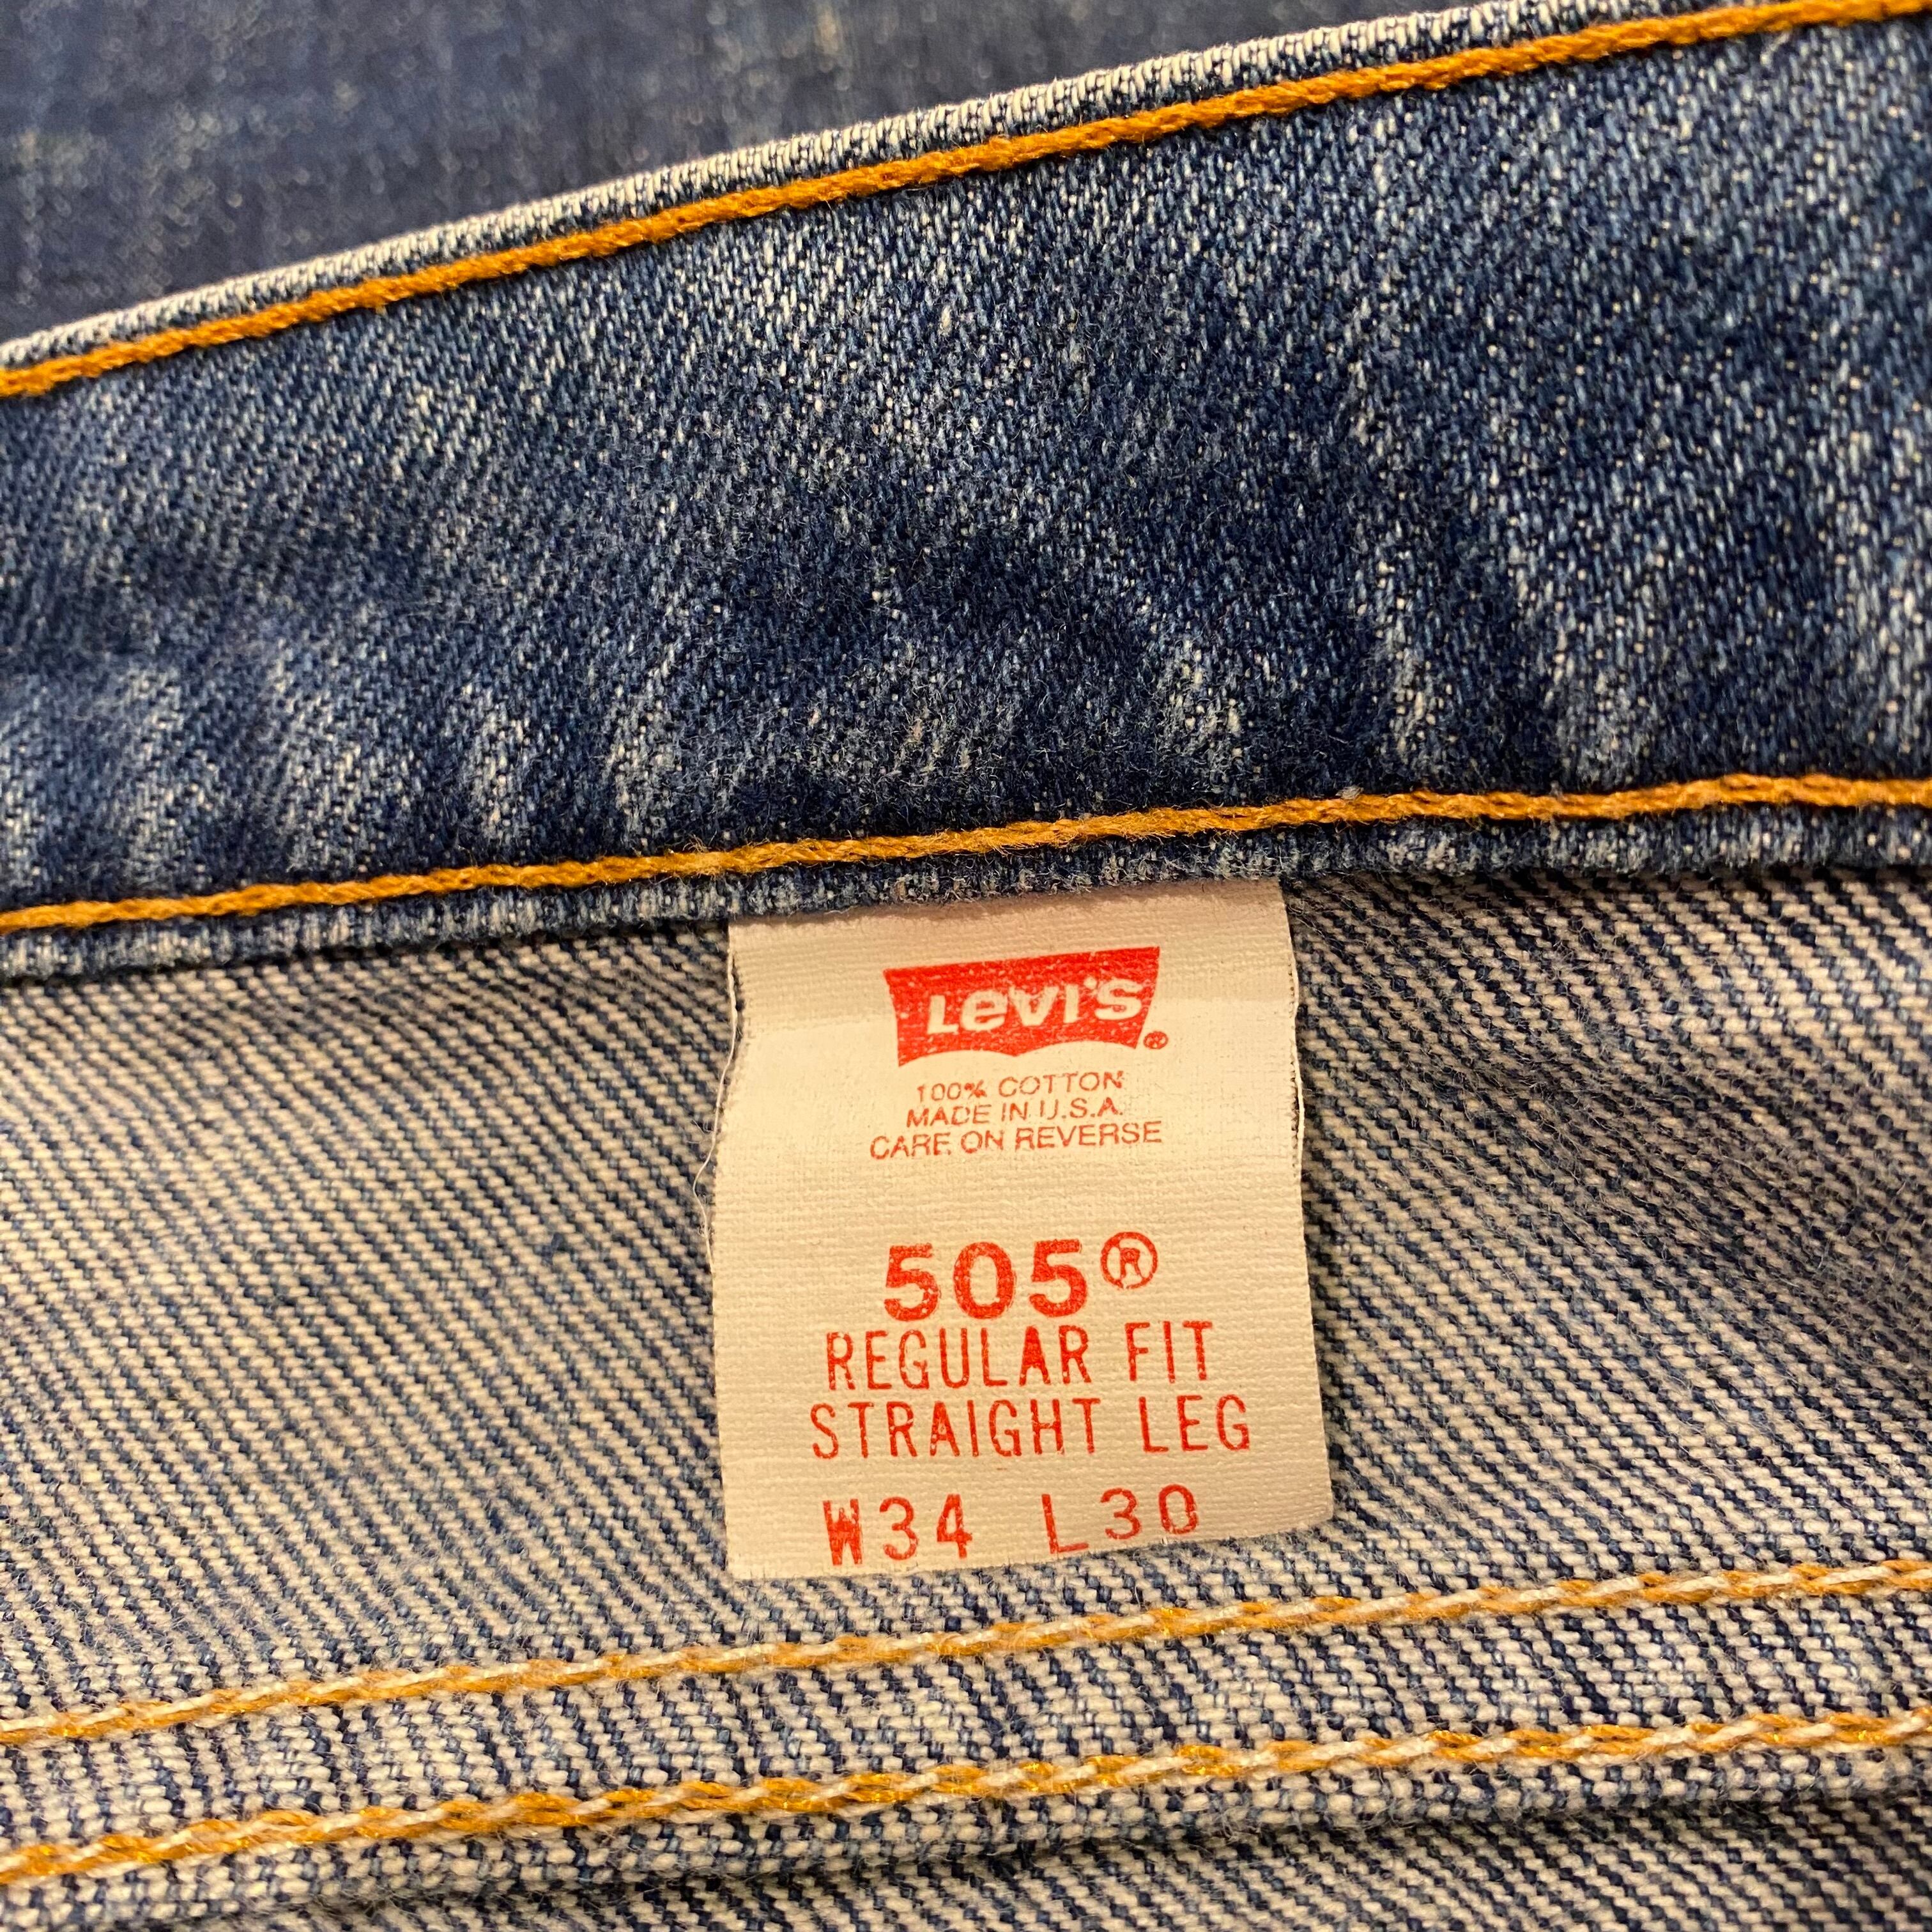 Levi's®
100% COTTON
MADE IN U.S.A.
CARE ON REVERSE
505®
REGULAR FIT
STRAIGHT LEG
W34 L30